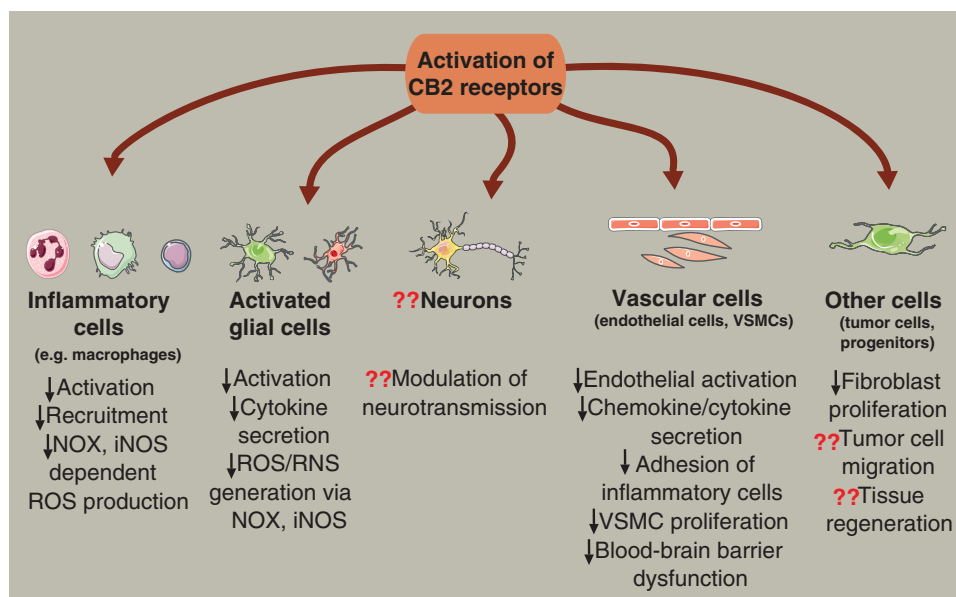 Activation of
CB2 receptors
Inflammatory
cells
(e.g. macrophages)
↓Activation
↓Recruitment
↓NOX, iNOS
dependent
ROS production
Activated
glial cells
↓Activation
↓Cytokine
secretion
↓ROS/RNS
generation via
NOX, iNOS
??Neurons
??Modulation of
neurotransmission
Vascular cells
(endothelial cells, VSMCs)
↓Endothelial activation
↓Chemokine/cytokine
secretion
↓Adhesion of
inflammatory cells
↓VSMC proliferation
↓Blood-brain barrier
dysfunction
Other cells
(tumor cells,
progenitors)
↓Fibroblast
proliferation
??Tumor cell
migration
??Tissue
regeneration